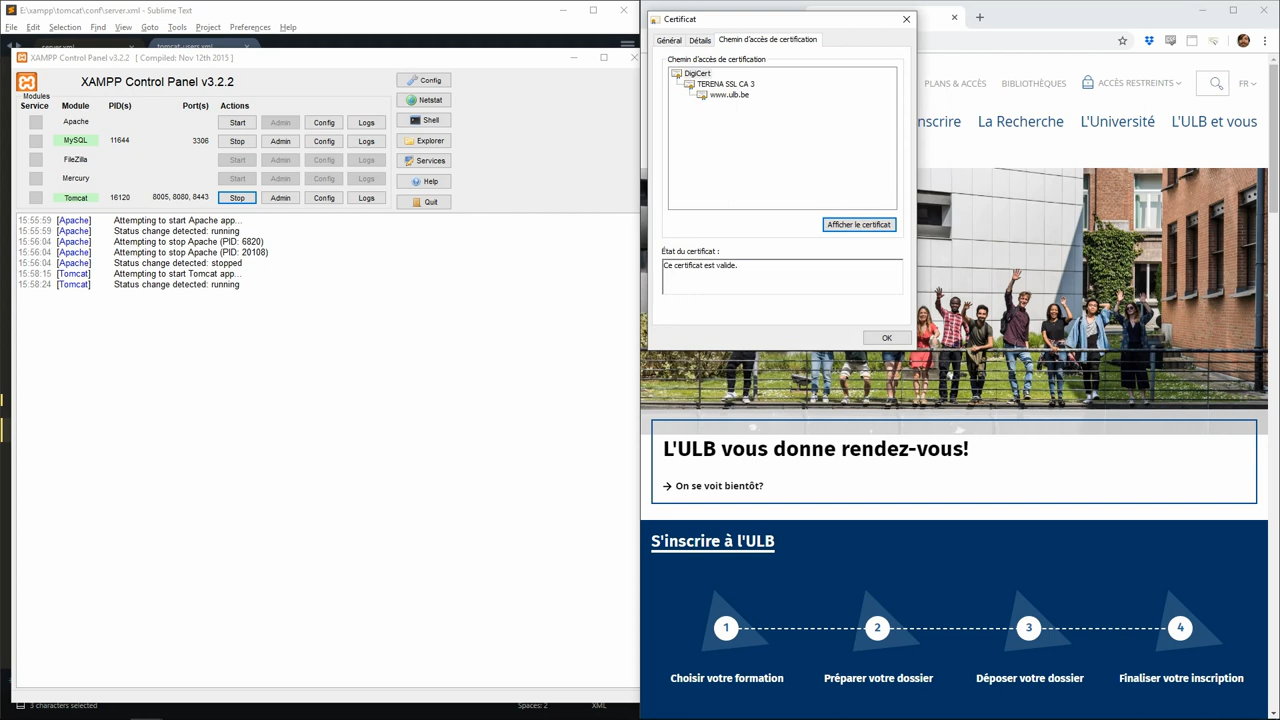 E:\xampp\tomcat\conf\server.xml - Sublime Text
File Edit Selection Find View Goto Tools Project Preferences Help
server.xml tomcat-users.xml
XAMPP Control Panel v3.2.2 [ Compiled: Nov 12th 2015 ]
XAMPP Control Panel v3.2.2
Modules
Service Module PID(s) Port(s) Actions
Apache Start Admin Config Logs
MySQL 11644 3306 Stop Admin Config Logs
FileZilla Start Admin Config Logs
Mercury Start Admin Config Logs
Tomcat 16120 8005, 8080, 8443 Stop Admin Config Logs
Config
Netstat
Shell
Explorer
Services
Help
Quit
15:55:59 [Apache] Attempting to start Apache app...
15:55:59 [Apache] Status change detected: running
15:56:04 [Apache] Attempting to stop Apache (PID: 6820)
15:56:04 [Apache] Attempting to stop Apache (PID: 20108)
15:56:04 [Apache] Status change detected: stopped
15:58:15 [Tomcat] Attempting to start Tomcat app...
15:58:24 [Tomcat] Status change detected: running
3 characters selected Spaces: 2 XML
Certificat
Général Détails Chemin d'accès de certification
Chemin d'accès de certification
DigiCert
TERENA SSL CA 3
www.ulb.be
Afficher le certificat
État du certificat :
Ce certificat est valide.
OK
PLANS & ACCÈS BIBLIOTHÈQUES ACCÈS RESTREINTS FR
nscrire La Recherche L'Université L'ULB et vous
L'ULB vous donne rendez-vous!
On se voit bientôt?
S'inscrire à l'ULB
1 2 3 4
Choisir votre formation Préparer votre dossier Déposer votre dossier Finaliser votre inscription